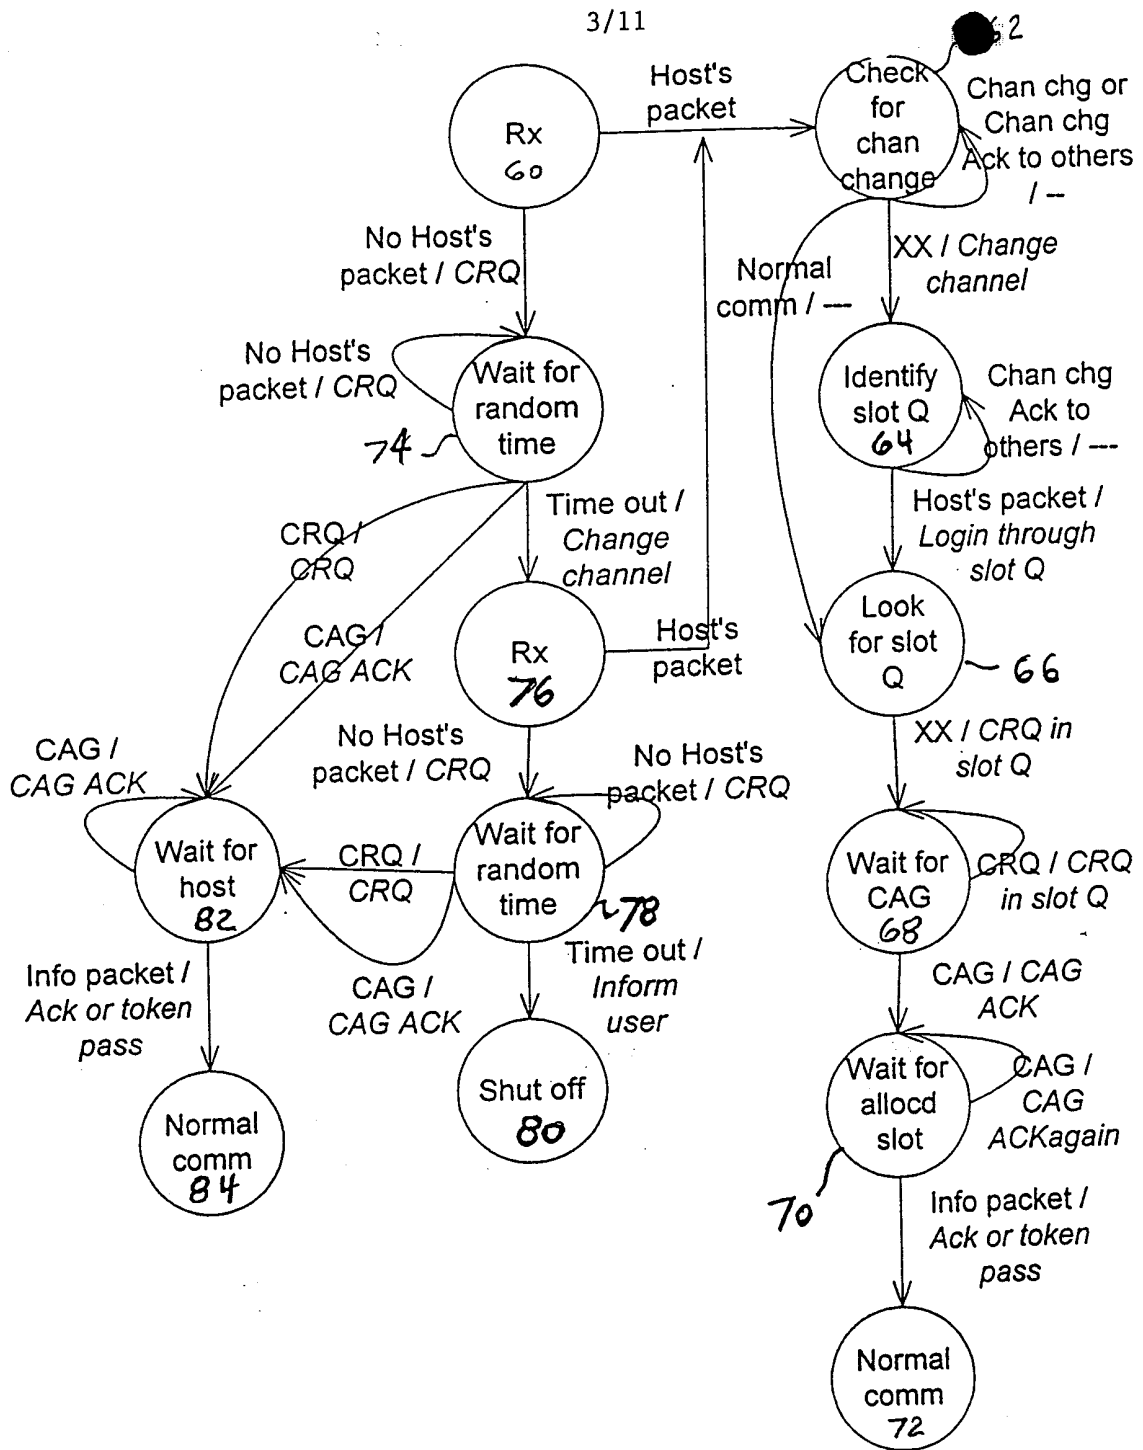 3/11
62
Rx
60
Host's
packet
Check
for
chan
change
Chan chg or
Chan chg
Ack to others
/ --
No Host's
packet / CRQ
XX / Change
channel
Normal
comm / ---
No Host's
packet / CRQ
Wait for
random
time
74
Identify
slot Q
64
Chan chg
Ack to
others / ---
CRQ /
CRQ
Time out /
Change
channel
Host's packet /
Login through
slot Q
CAG /
CAG ACK
Rx
76
Host's
packet
Look
for slot
Q
66
CAG /
CAG ACK
No Host's
packet / CRQ
No Host's
packet / CRQ
XX / CRQ in
slot Q
Wait for
host
82
CRQ /
CRQ
Wait for
random
time
78
Wait for
CAG
68
CRQ / CRQ
in slot Q
Info packet /
Ack or token
pass
CAG /
CAG ACK
Time out /
Inform
user
CAG / CAG
ACK
Normal
comm
84
Shut off
80
Wait for
allocd
slot
70
CAG /
CAG
ACKagain
Info packet /
Ack or token
pass
Normal
comm
72